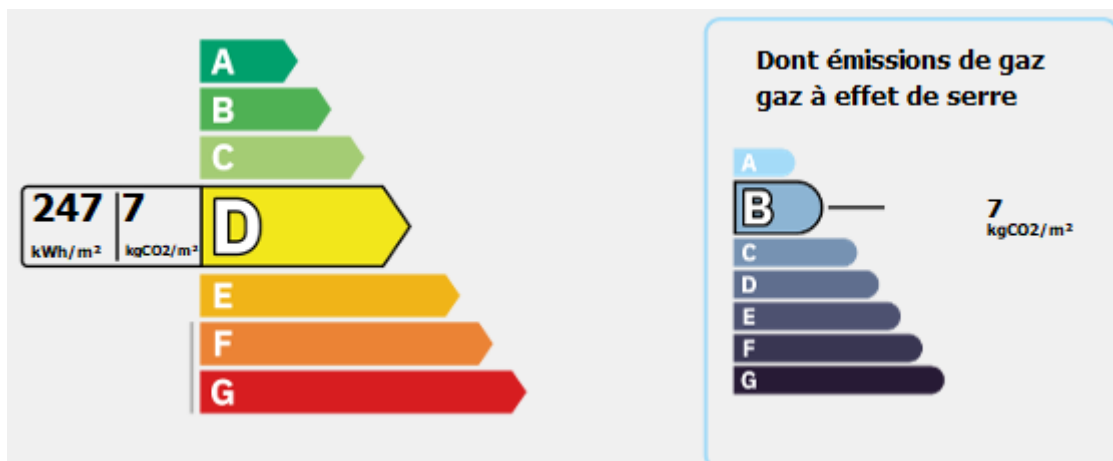 A
B
C
247 7 D
kWh/m² kgCO2/m²
E
F
G
Dont émissions de gaz
gaz à effet de serre
A
B 7
kgCO2/m²
C
D
E
F
G